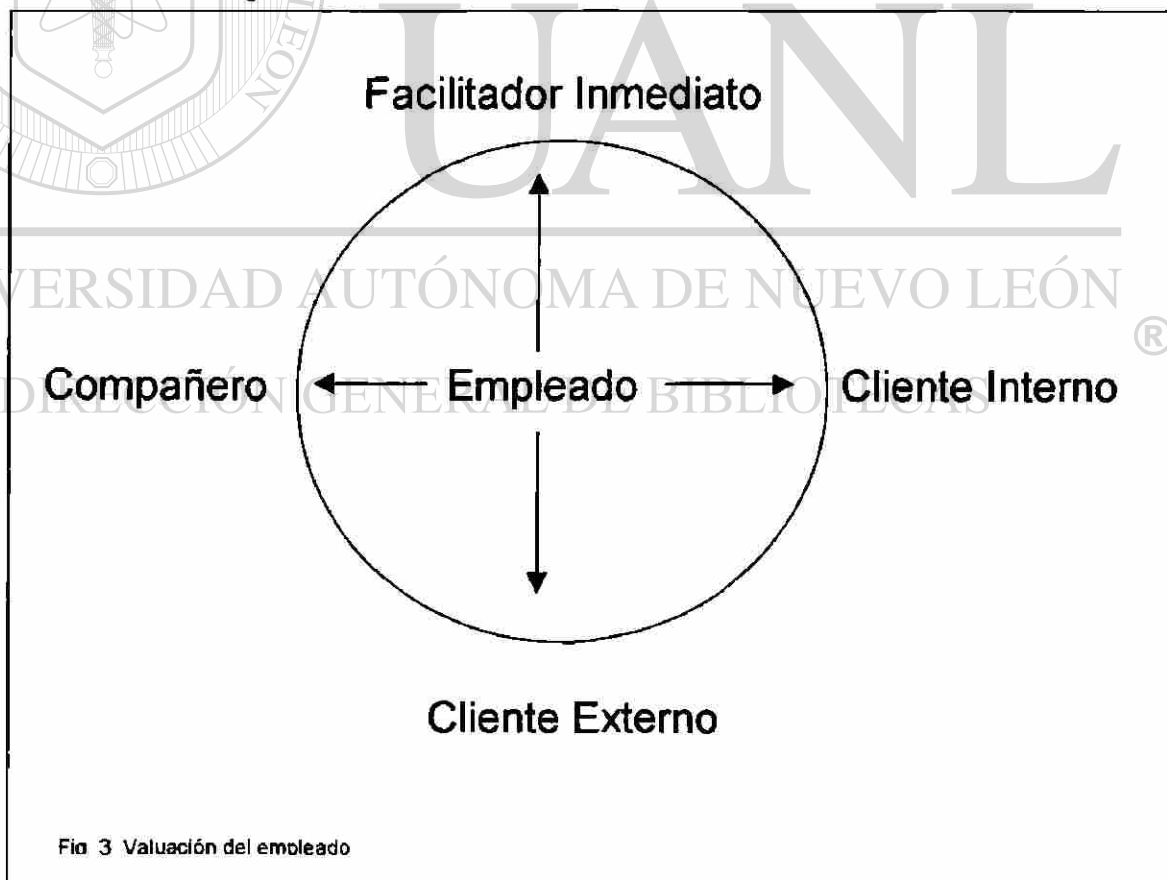 UANL
Facilitador Inmediato
VERSIDAD AUTÓNOMA DE NUEVO LEÓN
®
Compañero Empleado Cliente Interno
DIRECCIÓN GENERAL DE BIBLIOTECAS
Cliente Externo
Fig 3 Valuación del empleado